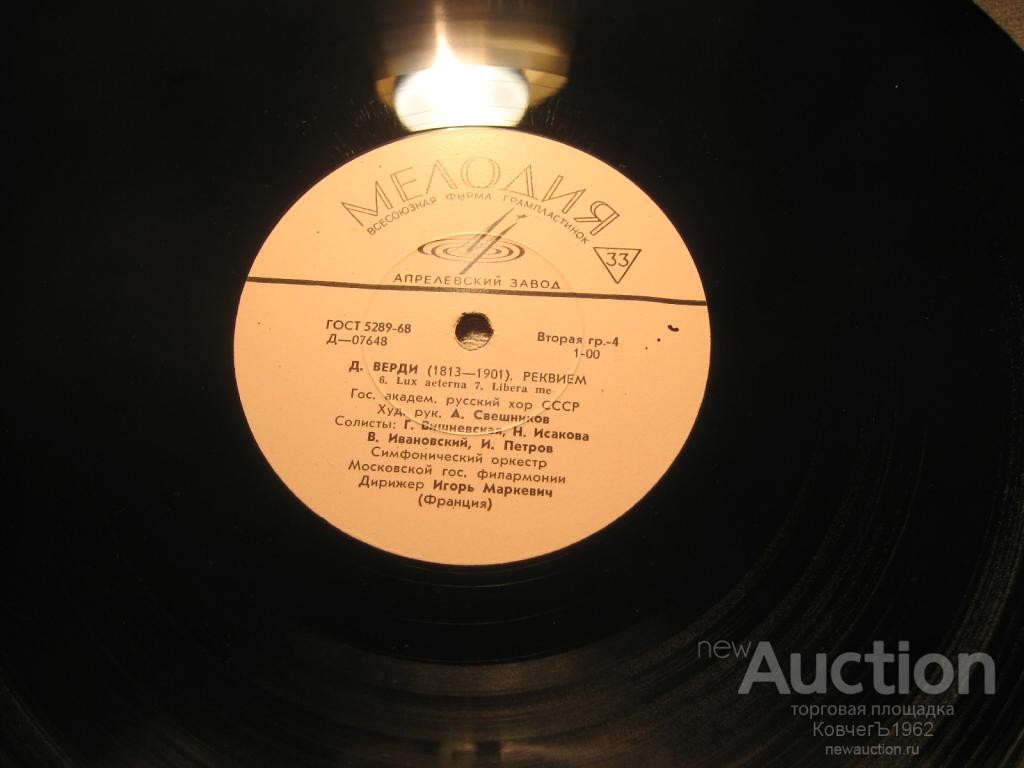 МЕЛОДИЯ
ВСЕСОЮЗНАЯ ФИРМА ГРАМПЛАСТИНОК
33
АПРЕЛЕВСКИЙ ЗАВОД
ГОСТ 5289-68
Д—07648
Вторая гр.-4
1-00
Д. ВЕРДИ (1813—1901). РЕКВИЕМ
6. Lux aeterna 7. Libera me
Гос. академ. русский хор СССР
Худ. рук. А. Свешников
Солисты: Г. Вишневская, Н. Исакова
В. Ивановский, И. Петров
Симфонический оркестр
Московской гос. филармонии
Дирижер Игорь Маркевич
(Франция)
newAuction
торговая площадка
КовчегЪ1962
newauction.ru